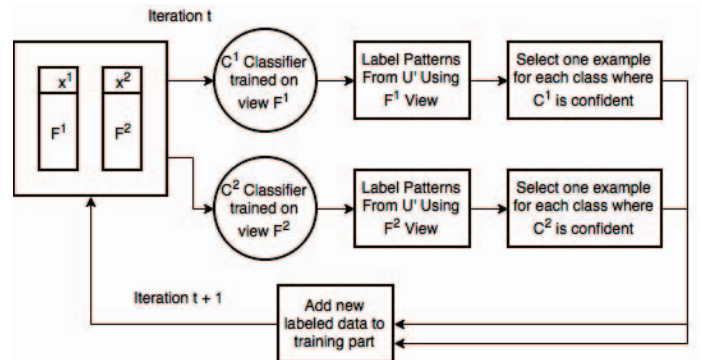 Iteration t
x¹
x²
F¹
F²
C¹ Classifier
trained on
view F¹
Label Patterns
From U' Using
F¹ View
Select one example
for each class where
C¹ is confident
C² Classifier
trained on
view F²
Label Patterns
From U' Using
F² View
Select one example
for each class where
C² is confident
Iteration t + 1
Add new
labeled data to
training part